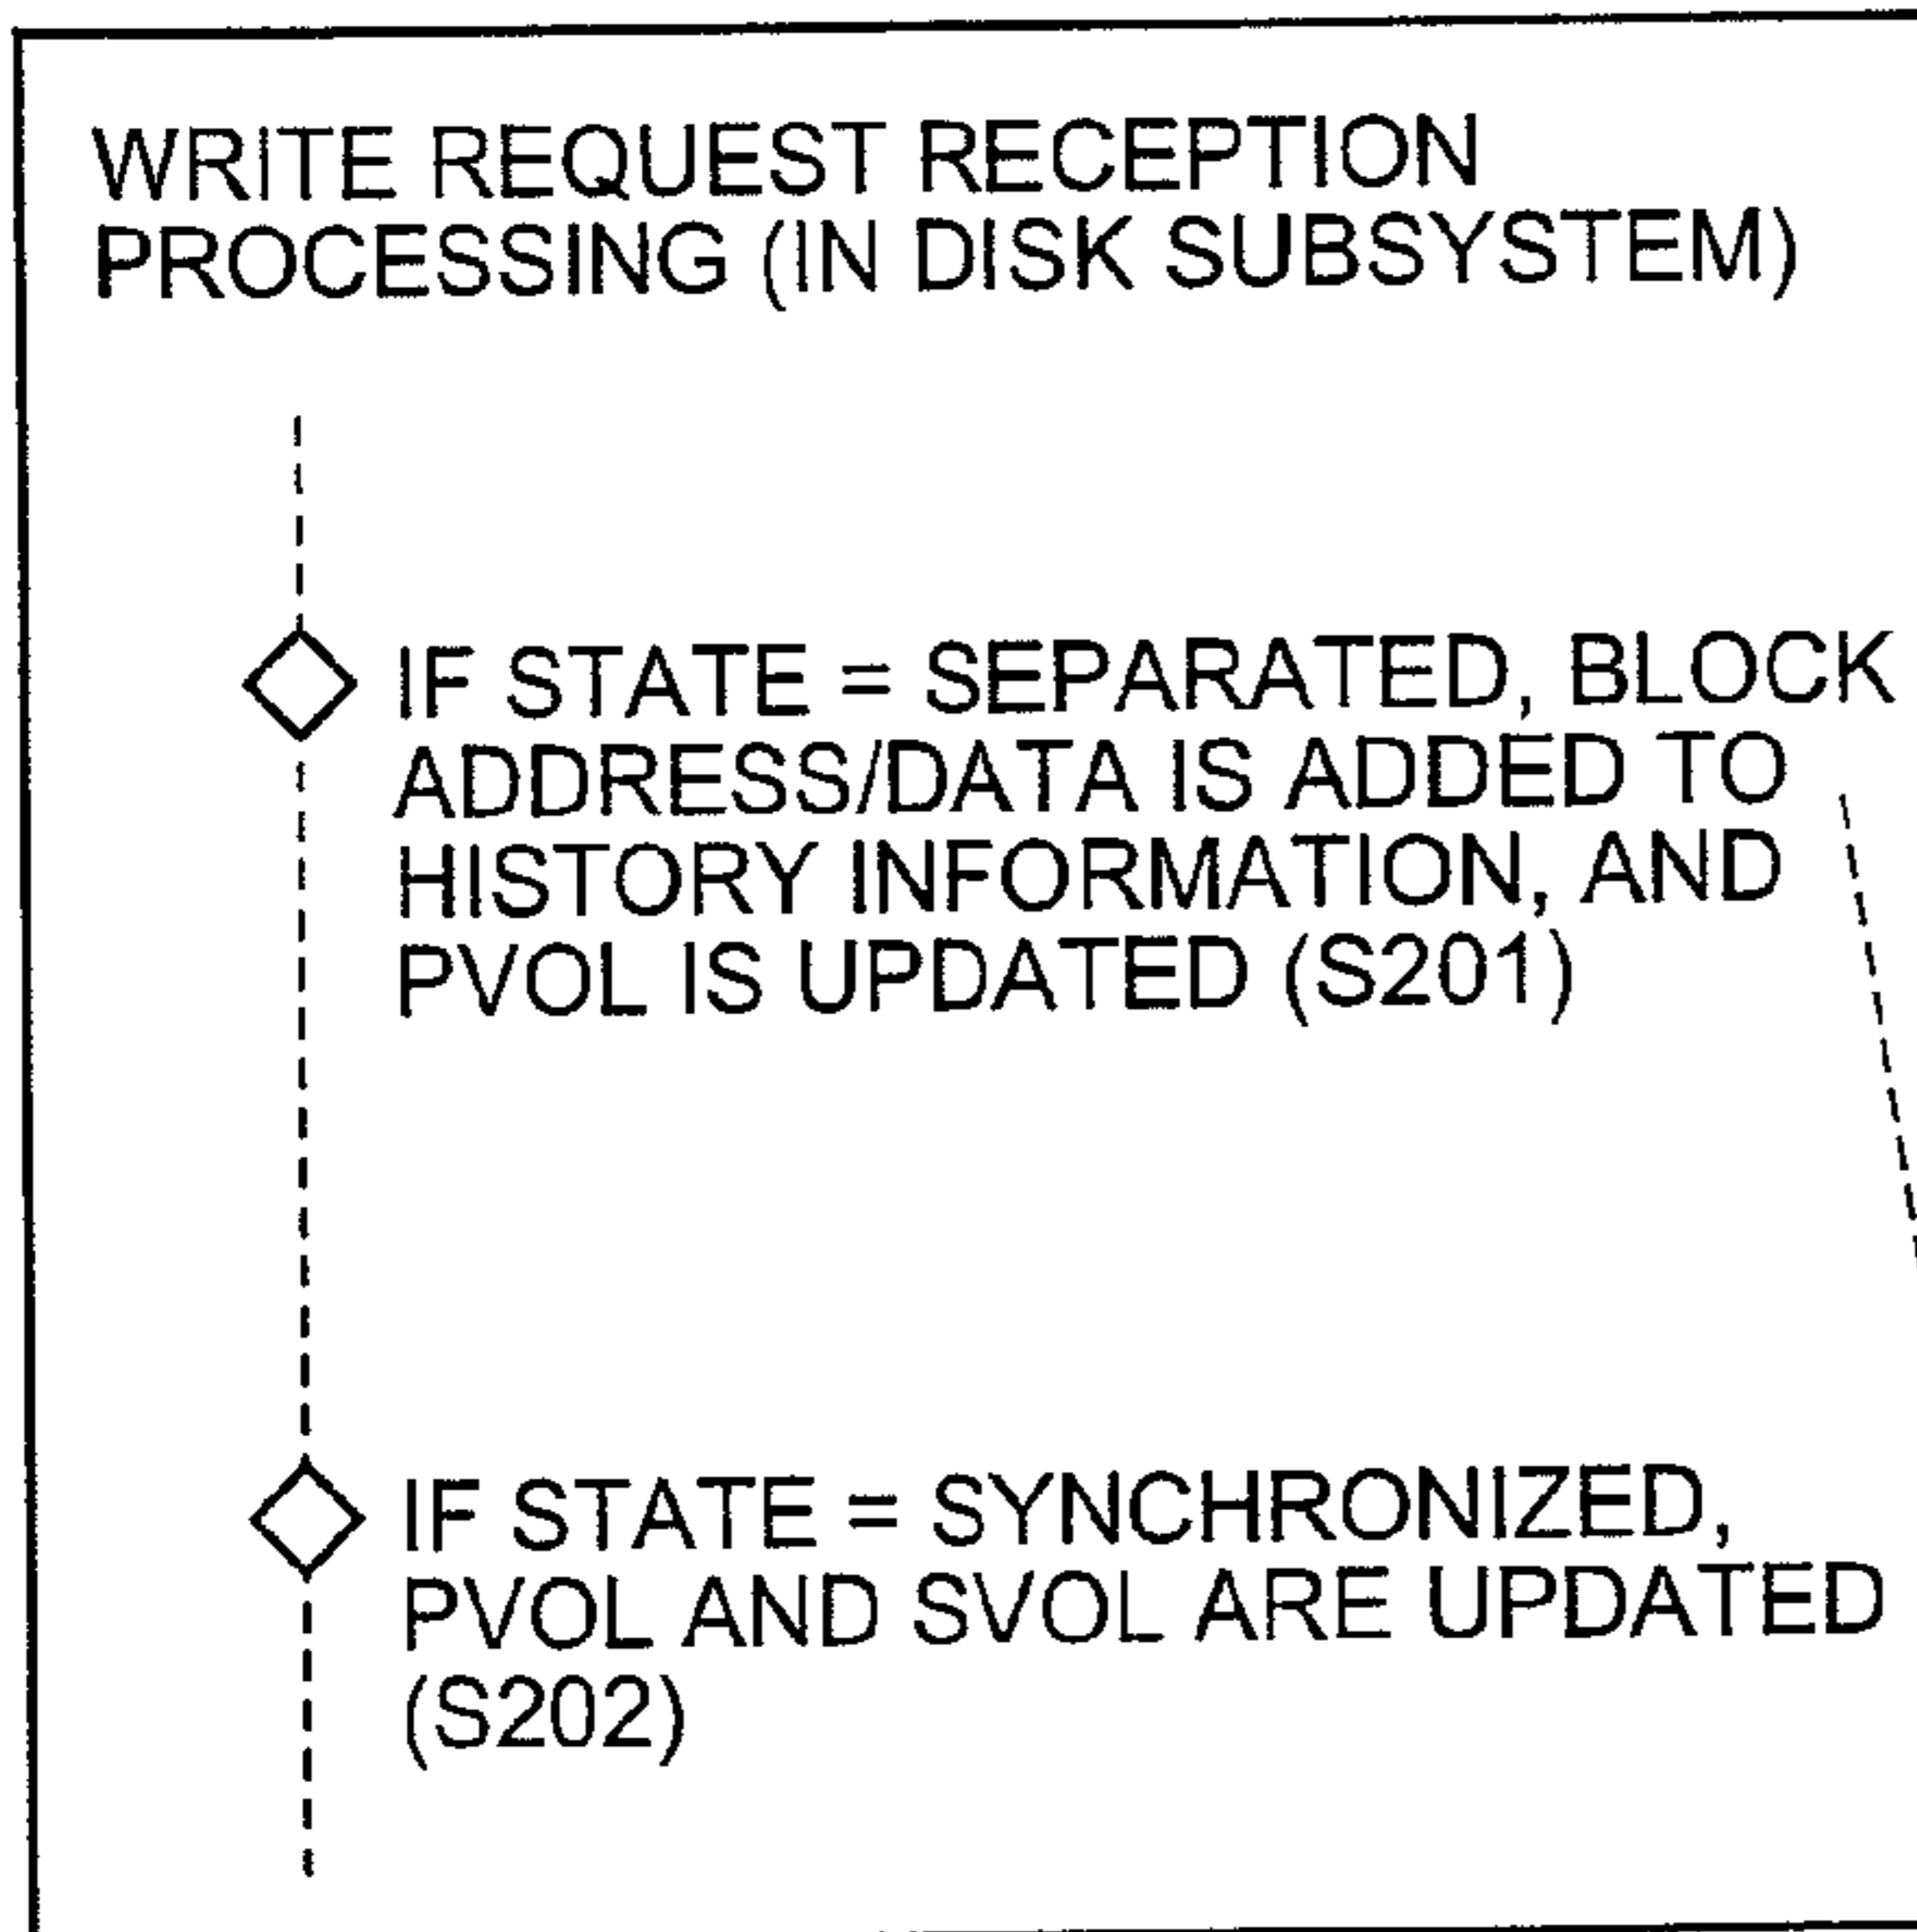 WRITE REQUEST RECEPTION
PROCESSING (IN DISK SUBSYSTEM)
IF STATE = SEPARATED, BLOCK
ADDRESS/DATA IS ADDED TO
HISTORY INFORMATION, AND
PVOL IS UPDATED (S201)
IF STATE = SYNCHRONIZED,
PVOL AND SVOL ARE UPDATED
(S202)